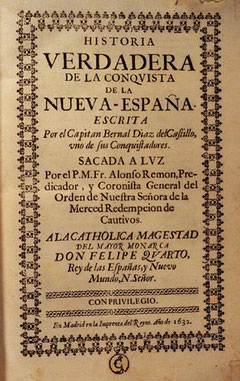 HISTORIA
VERDADERA
DE LA CONQVISTA
DE LA
NUEVA-ESPAÑA.
ESCRITA
Por el Capitan Bernal Diaz del Castillo,
vno de sus Conquistadores.
SACADA A LVZ
Por el P. M. Fr. Alonso Remon, Pre-
dicador, y Coronista General del
Orden de Nuestra Señora de la
Merced Redempcion de
Cautivos.
A LA CATHOLICA MAGESTAD
DEL MAYOR MONARCA
DON FELIPE QVARTO,
Rey de las Españas, y Nuevo
Mundo, N. Señor.
CON PRIVILEGIO.
En Madrid en la Imprenta del Reyno. Año de 1632.